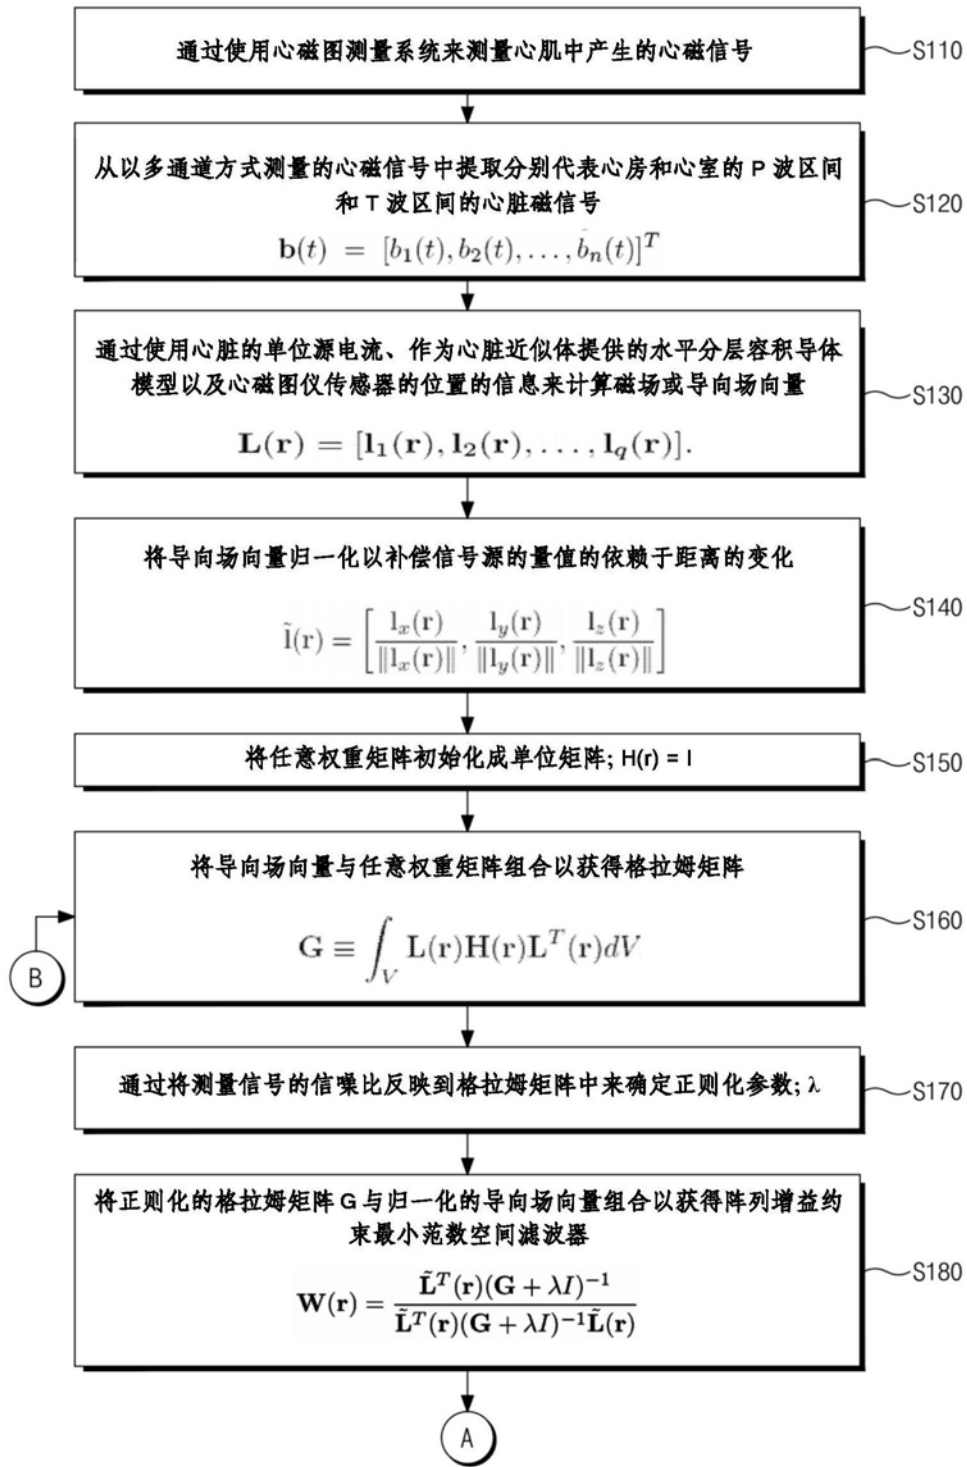 通过使用心磁图测量系统来测量心肌中产生的心磁信号
S110
从以多通道方式测量的心磁信号中提取分别代表心房和心室的 P 波区间
和 T 波区间的心脏磁信号
b(t) = [b₁(t), b₂(t), . . . , bₙ(t)]ᵀ
S120
通过使用心脏的单位源电流、作为心脏近似体提供的水平分层容积导体
模型以及心磁图仪传感器的位置的信息来计算磁场或导向场向量
L(r) = [l₁(r), l₂(r), . . . , l_q(r)].
S130
将导向场向量归一化以补偿信号源的量值的依赖于距离的变化
l̃(r) = [l_x(r)/‖l_x(r)‖, l_y(r)/‖l_y(r)‖, l_z(r)/‖l_z(r)‖]
S140
将任意权重矩阵初始化成单位矩阵; H(r) = I
S150
将导向场向量与任意权重矩阵组合以获得格拉姆矩阵
G ≡ ∫_V L(r)H(r)Lᵀ(r)dV
S160
B
通过将测量信号的信噪比反映到格拉姆矩阵中来确定正则化参数; λ
S170
将正则化的格拉姆矩阵 G 与归一化的导向场向量组合以获得阵列增益约
束最小范数空间滤波器
W(r) = L̃ᵀ(r)(G + λI)⁻¹ / L̃ᵀ(r)(G + λI)⁻¹L̃(r)
S180
A